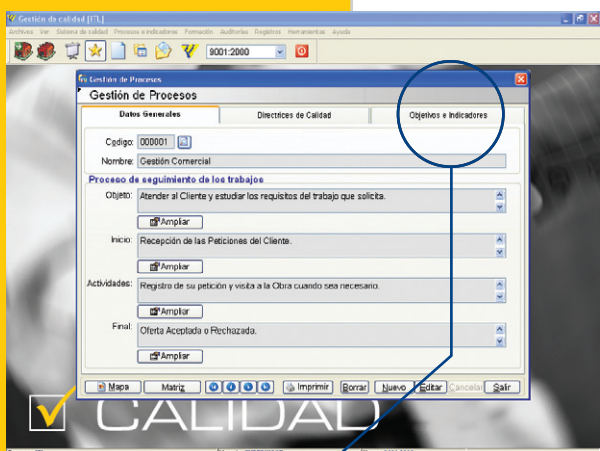 Gestión de calidad [ITL]
Archivos Ver Sistema de calidad Procesos e indicadores Formación Auditorías Registros Herramientas Ayuda
9001:2000
Gestión de Procesos
Gestión de Procesos
Datos Generales Directrices de Calidad Objetivos e Indicadores
Código: 000001
Nombre: Gestión Comercial
Proceso de seguimiento de los trabajos
Objeto: Atender al Cliente y estudiar los requisitos del trabajo que solicita.
Ampliar
Inicio: Recepción de las Peticiones del Cliente.
Ampliar
Actividades: Registro de su petición y visita a la Obra cuando sea necesario.
Ampliar
Final: Oferta Aceptada o Rechazada.
Ampliar
Mapa Matriz Imprimir Borrar Nuevo Editar Cancelar Salir
CALIDAD